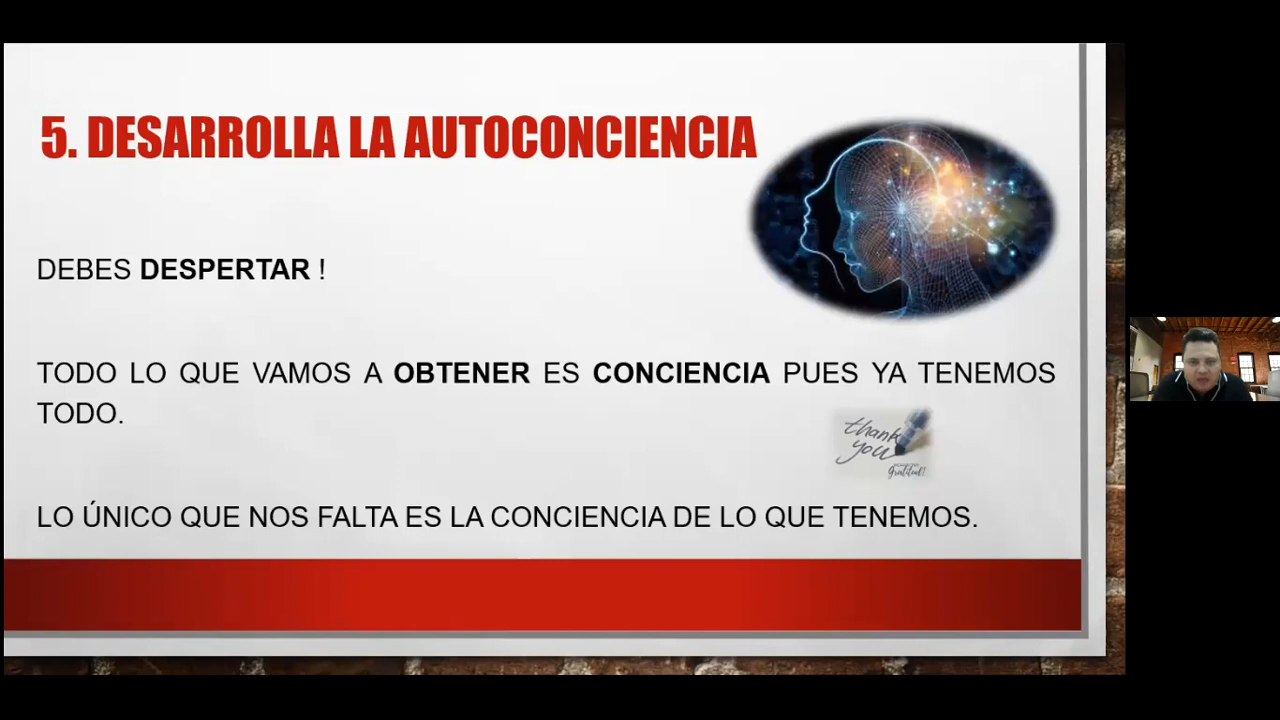 5. DESARROLLA LA AUTOCONCIENCIA
DEBES DESPERTAR !
TODO LO QUE VAMOS A OBTENER ES CONCIENCIA PUES YA TENEMOS
TODO.
thank
you
Gratitud!
LO ÚNICO QUE NOS FALTA ES LA CONCIENCIA DE LO QUE TENEMOS.